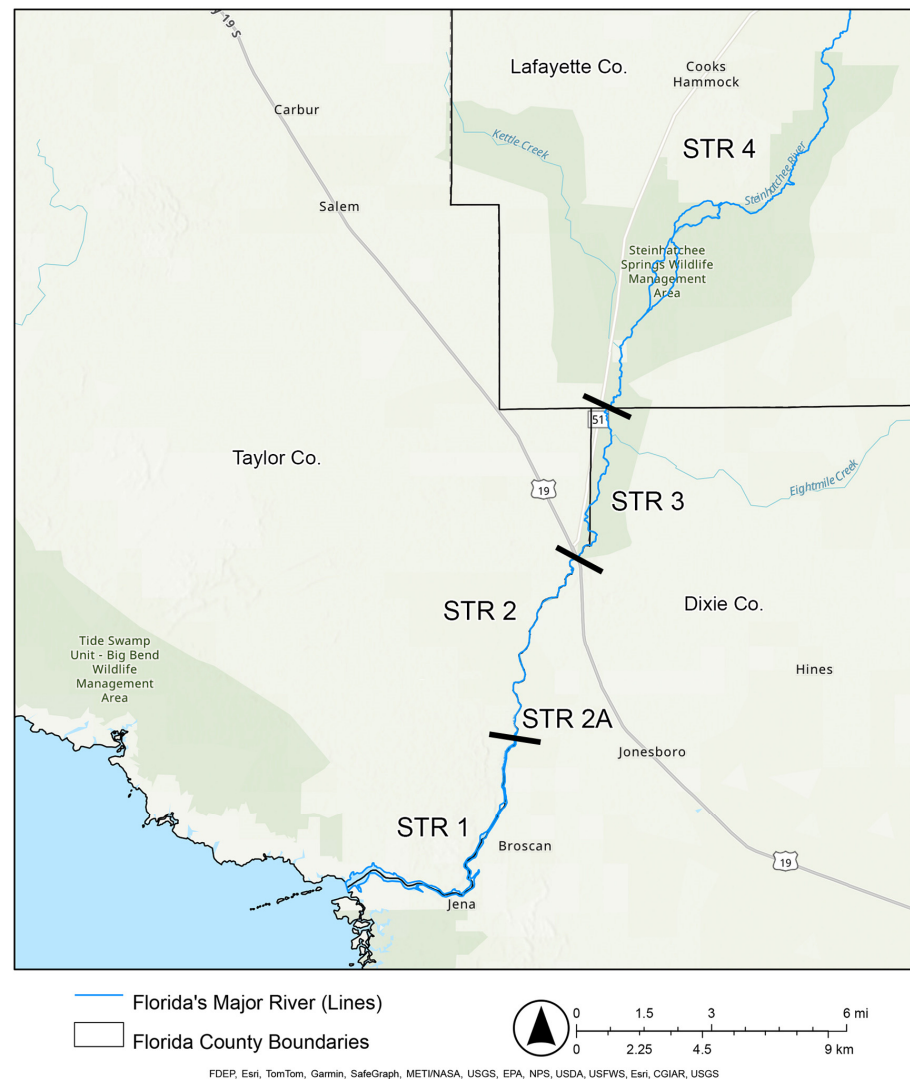 y 19 S
Lafayette Co.
Cooks
Hammock
Carbur
Kettle Creek
STR 4
Steinhatchee River
Salem
Steinhatchee
Springs Wildlife
Management
Area
51
Taylor Co.
Eightmile Creek
19
STR 3
Dixie Co.
STR 2
Tide Swamp
Unit - Big Bend
Wildlife
Management
Area
Hines
STR 2A
Jonesboro
STR 1
Broscan
19
Jena
Florida's Major River (Lines)
Florida County Boundaries
0 1.5 3 6 mi
0 2.25 4.5 9 km
FDEP, Esri, TomTom, Garmin, SafeGraph, METI/NASA, USGS, EPA, NPS, USDA, USFWS, Esri, CGIAR, USGS